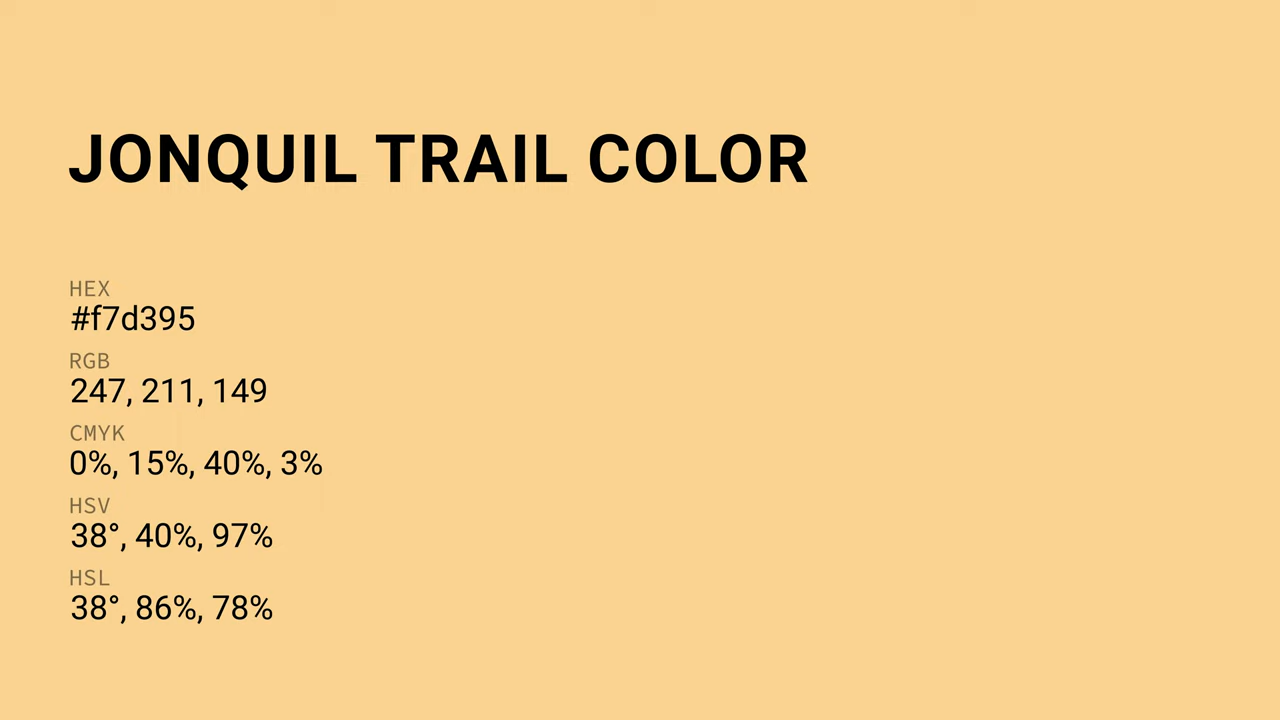 JONQUIL TRAIL COLOR
HEX
#f7d395
RGB
247, 211, 149
CMYK
0%, 15%, 40%, 3%
HSV
38°, 40%, 97%
HSL
38°, 86%, 78%